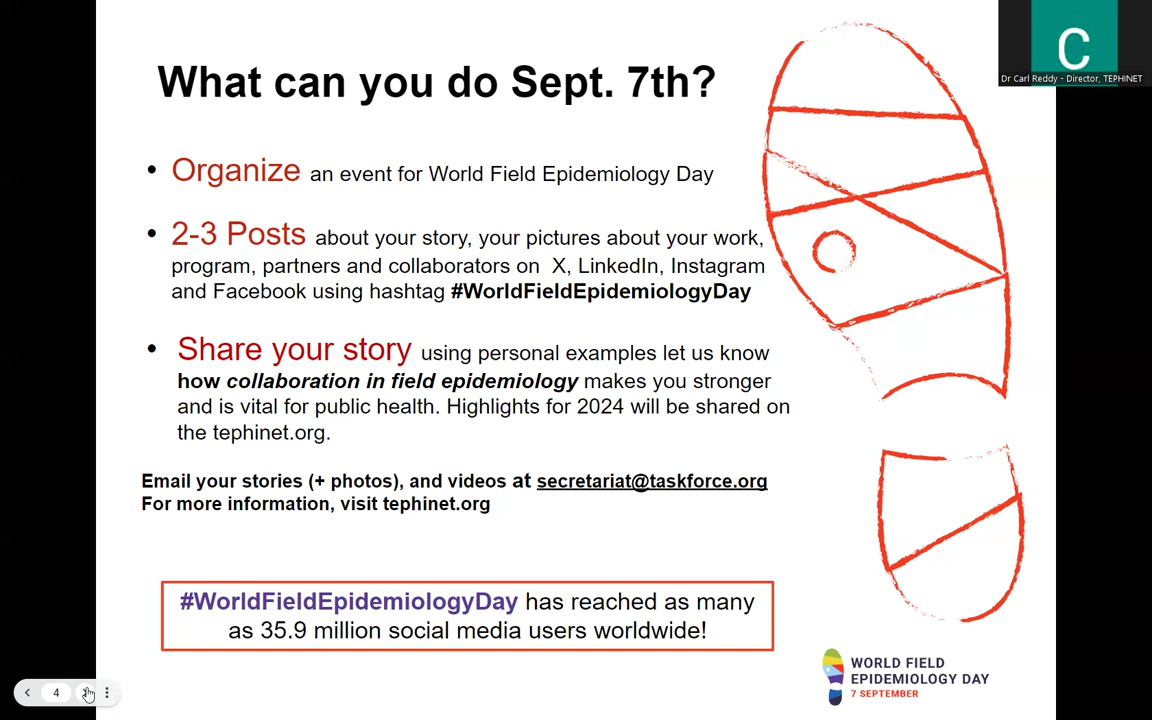 What can you do Sept. 7th?
C
Dr Carl Reddy - Director, TEPHINET
• Organize an event for World Field Epidemiology Day
• 2-3 Posts about your story, your pictures about your work,
program, partners and collaborators on X, LinkedIn, Instagram
and Facebook using hashtag #WorldFieldEpidemiologyDay
• Share your story using personal examples let us know
how collaboration in field epidemiology makes you stronger
and is vital for public health. Highlights for 2024 will be shared on
the tephinet.org.
Email your stories (+ photos), and videos at secretariat@taskforce.org
For more information, visit tephinet.org
#WorldFieldEpidemiologyDay has reached as many
as 35.9 million social media users worldwide!
WORLD FIELD
EPIDEMIOLOGY DAY
7 SEPTEMBER
4